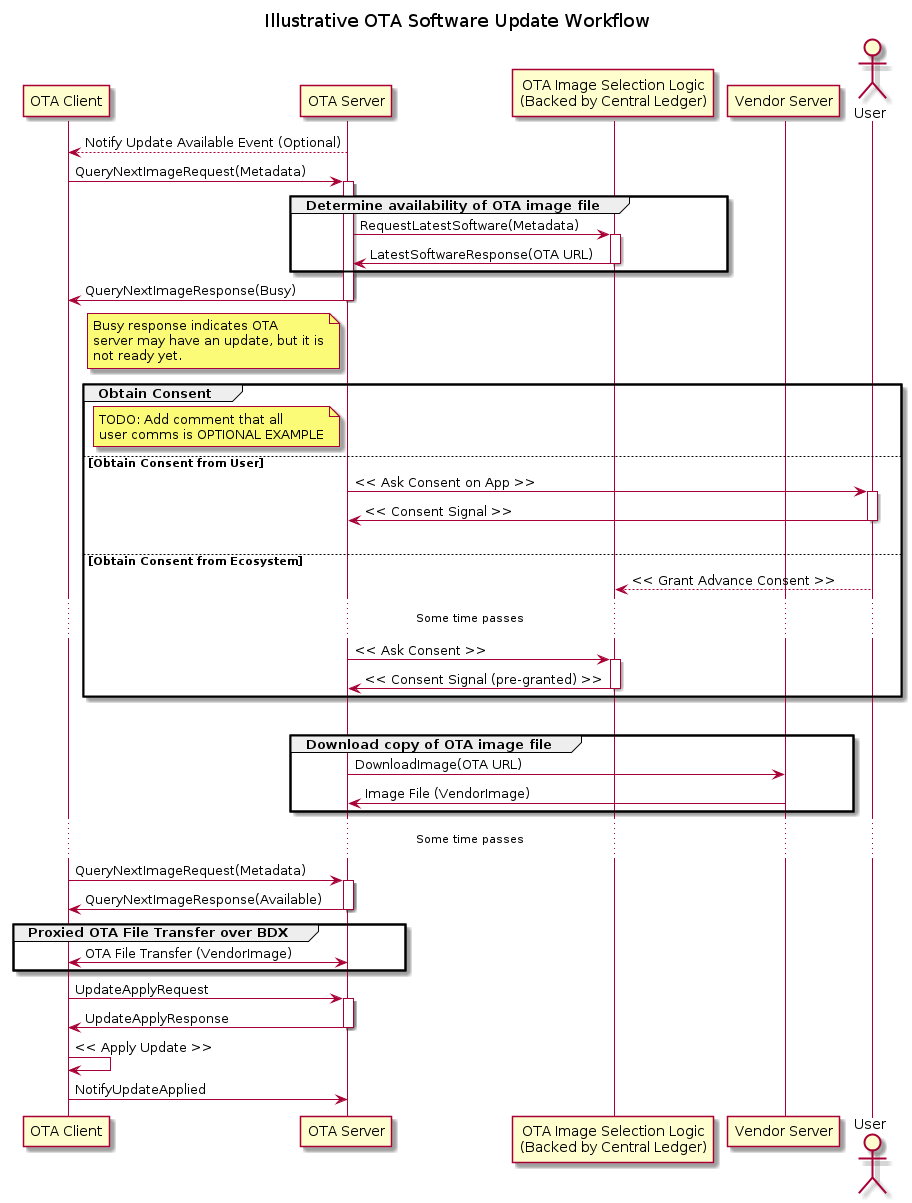 Illustrative OTA Software Update Workflow
User
OTA Client
OTA Server
OTA Image Selection Logic
(Backed by Central Ledger)
Vendor Server
Notify Update Available Event (Optional)
QueryNextImageRequest(Metadata)
Determine availability of OTA image file
RequestLatestSoftware(Metadata)
LatestSoftwareResponse(OTA URL)
QueryNextImageResponse(Busy)
Busy response indicates OTA
server may have an update, but it is
not ready yet.
Obtain Consent
TODO: Add comment that all
user comms is OPTIONAL EXAMPLE
[Obtain Consent from User]
<< Ask Consent on App >>
<< Consent Signal >>
[Obtain Consent from Ecosystem]
<< Grant Advance Consent >>
Some time passes
<< Ask Consent >>
<< Consent Signal (pre-granted) >>
Download copy of OTA image file
DownloadImage(OTA URL)
Image File (VendorImage)
Some time passes
QueryNextImageRequest(Metadata)
QueryNextImageResponse(Available)
Proxied OTA File Transfer over BDX
OTA File Transfer (VendorImage)
UpdateApplyRequest
UpdateApplyResponse
<< Apply Update >>
NotifyUpdateApplied
OTA Client
OTA Server
OTA Image Selection Logic
(Backed by Central Ledger)
Vendor Server
User